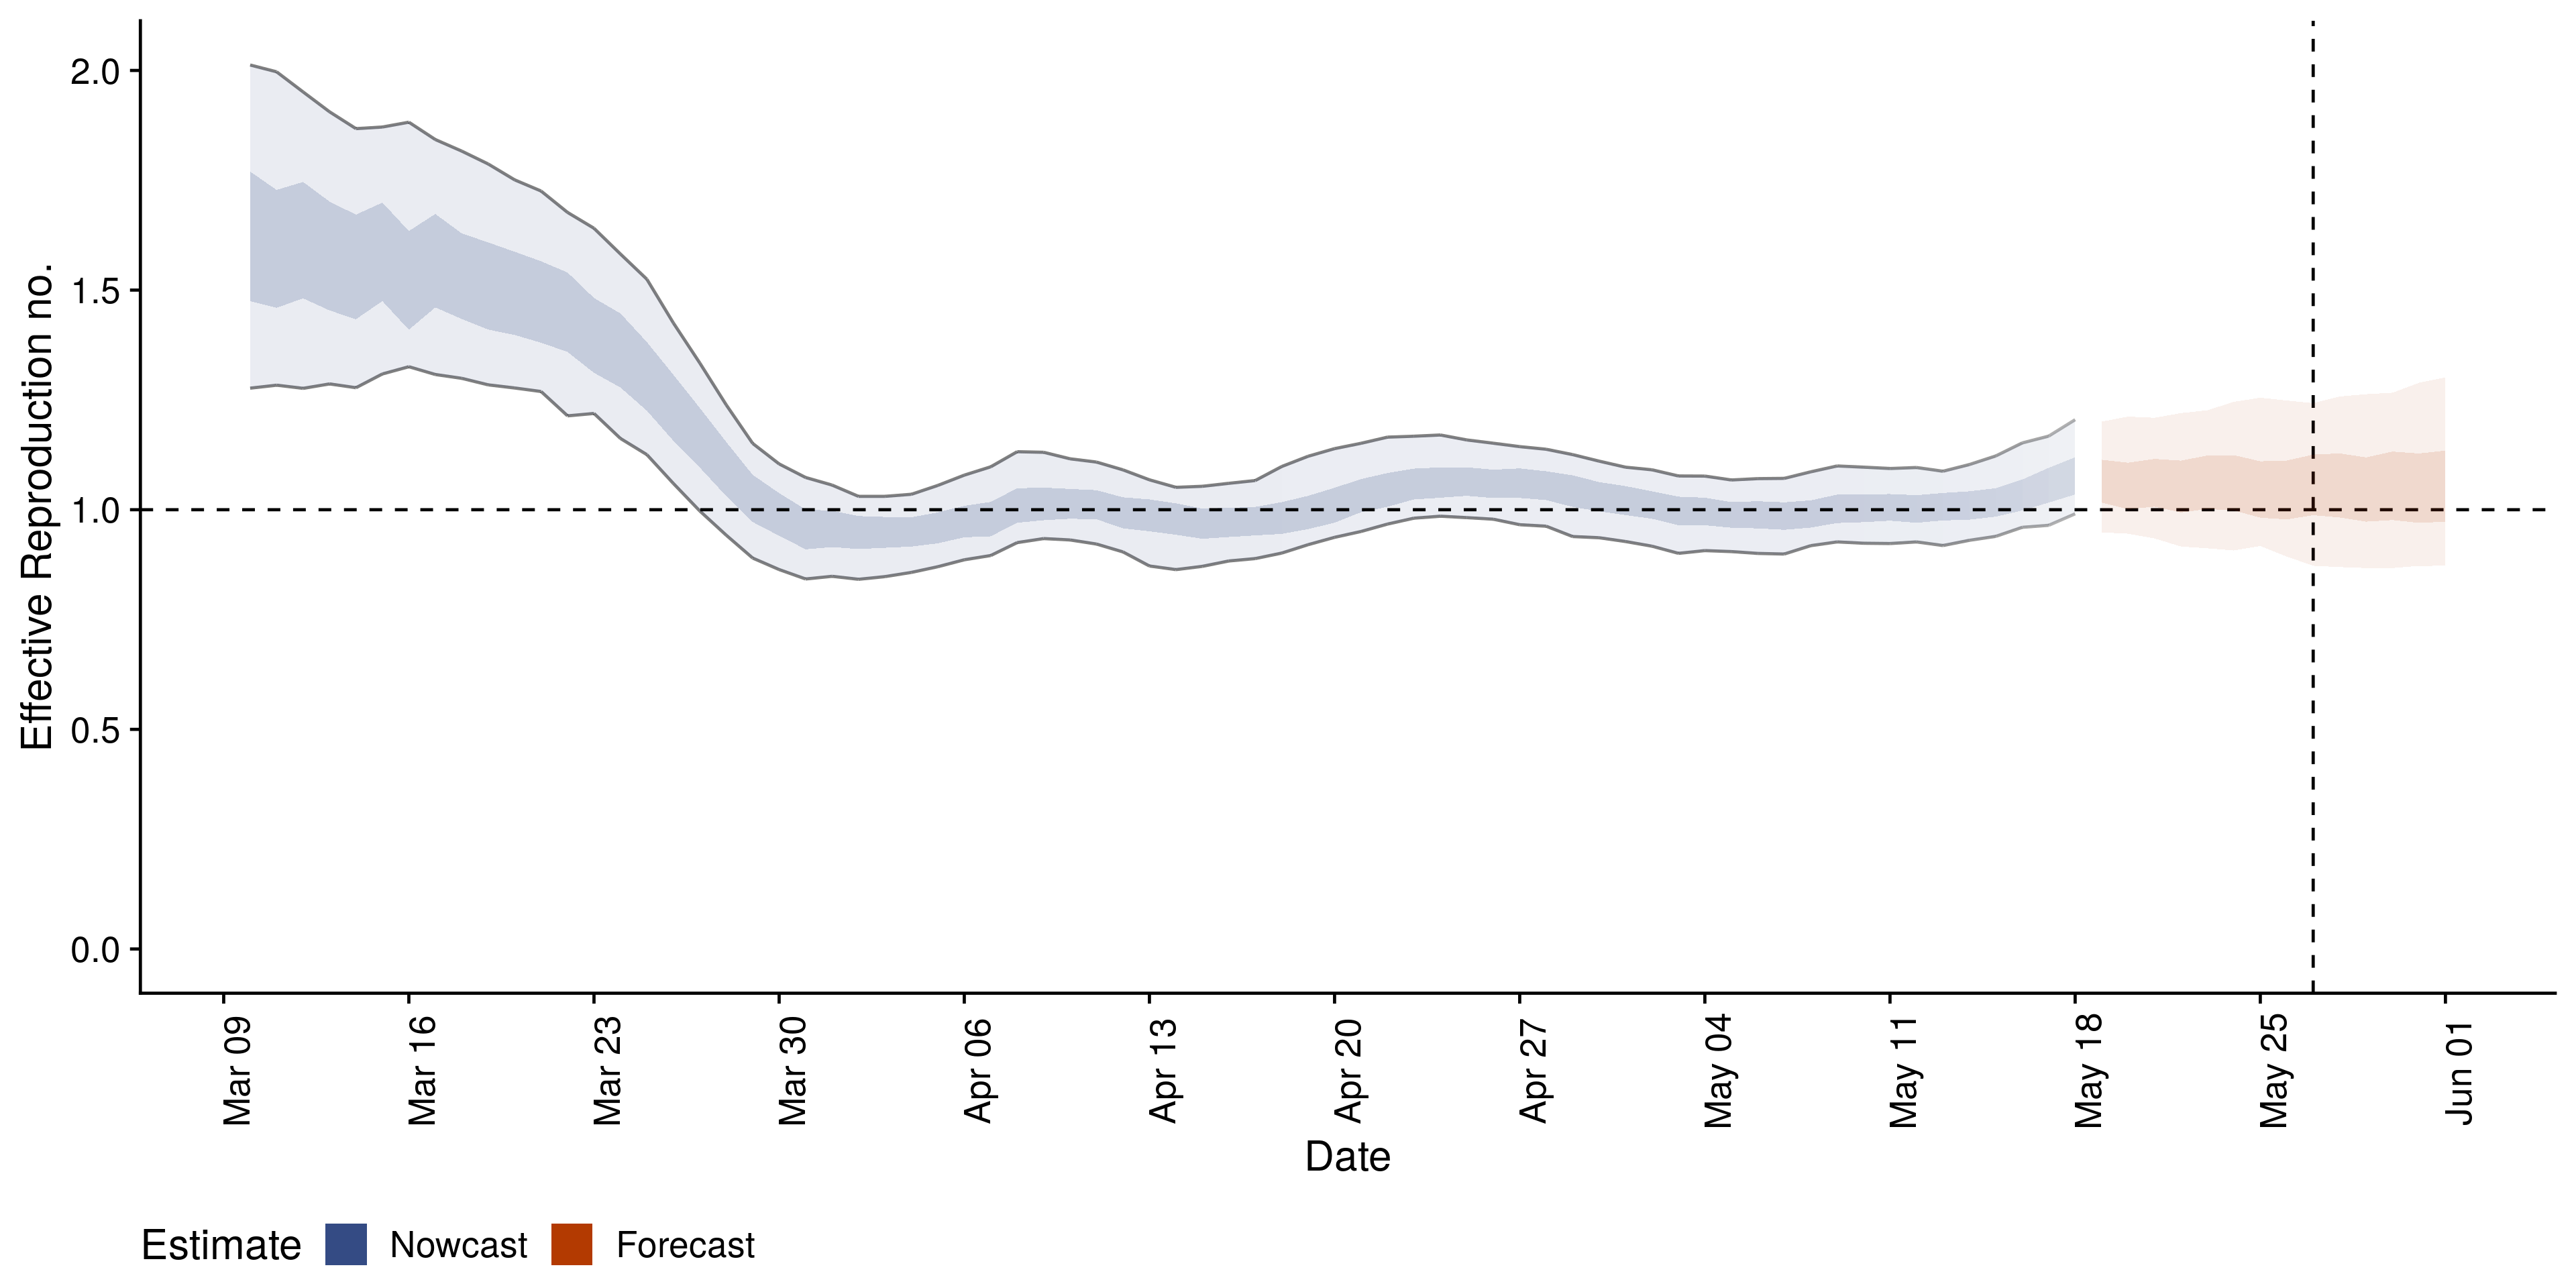 Effective Reproduction no.
2.0
1.5
1.0
0.5
0.0
Mar 09
Mar 16
Mar 23
Mar 30
Apr 06
Apr 13
Apr 20
Apr 27
May 04
May 11
May 18
May 25
Jun 01
Date
Estimate Nowcast Forecast